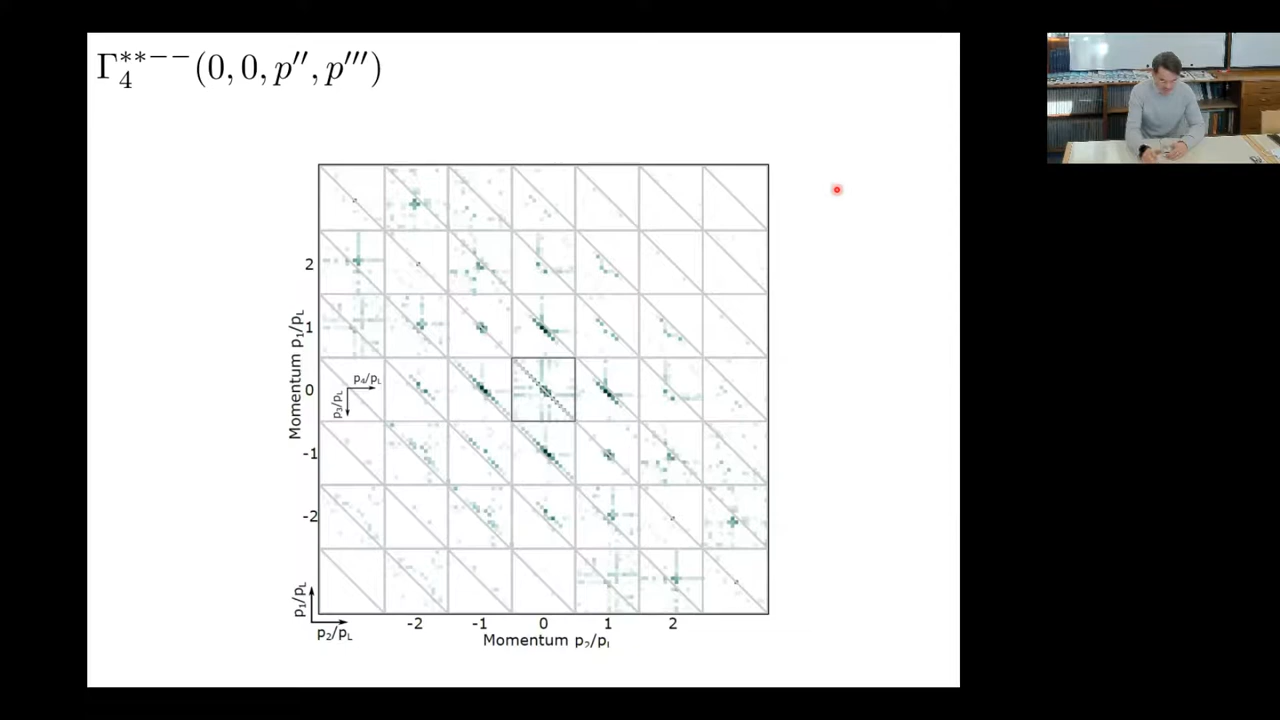 Γ₄**−−(0, 0, p″, p‴)
2
1
0
-1
-2
Momentum p₁/p_L
p₄/p_L
p₃/p_L
p₁/p_L
p₂/p_L
-2 -1 0 1 2
Momentum p₂/p_L